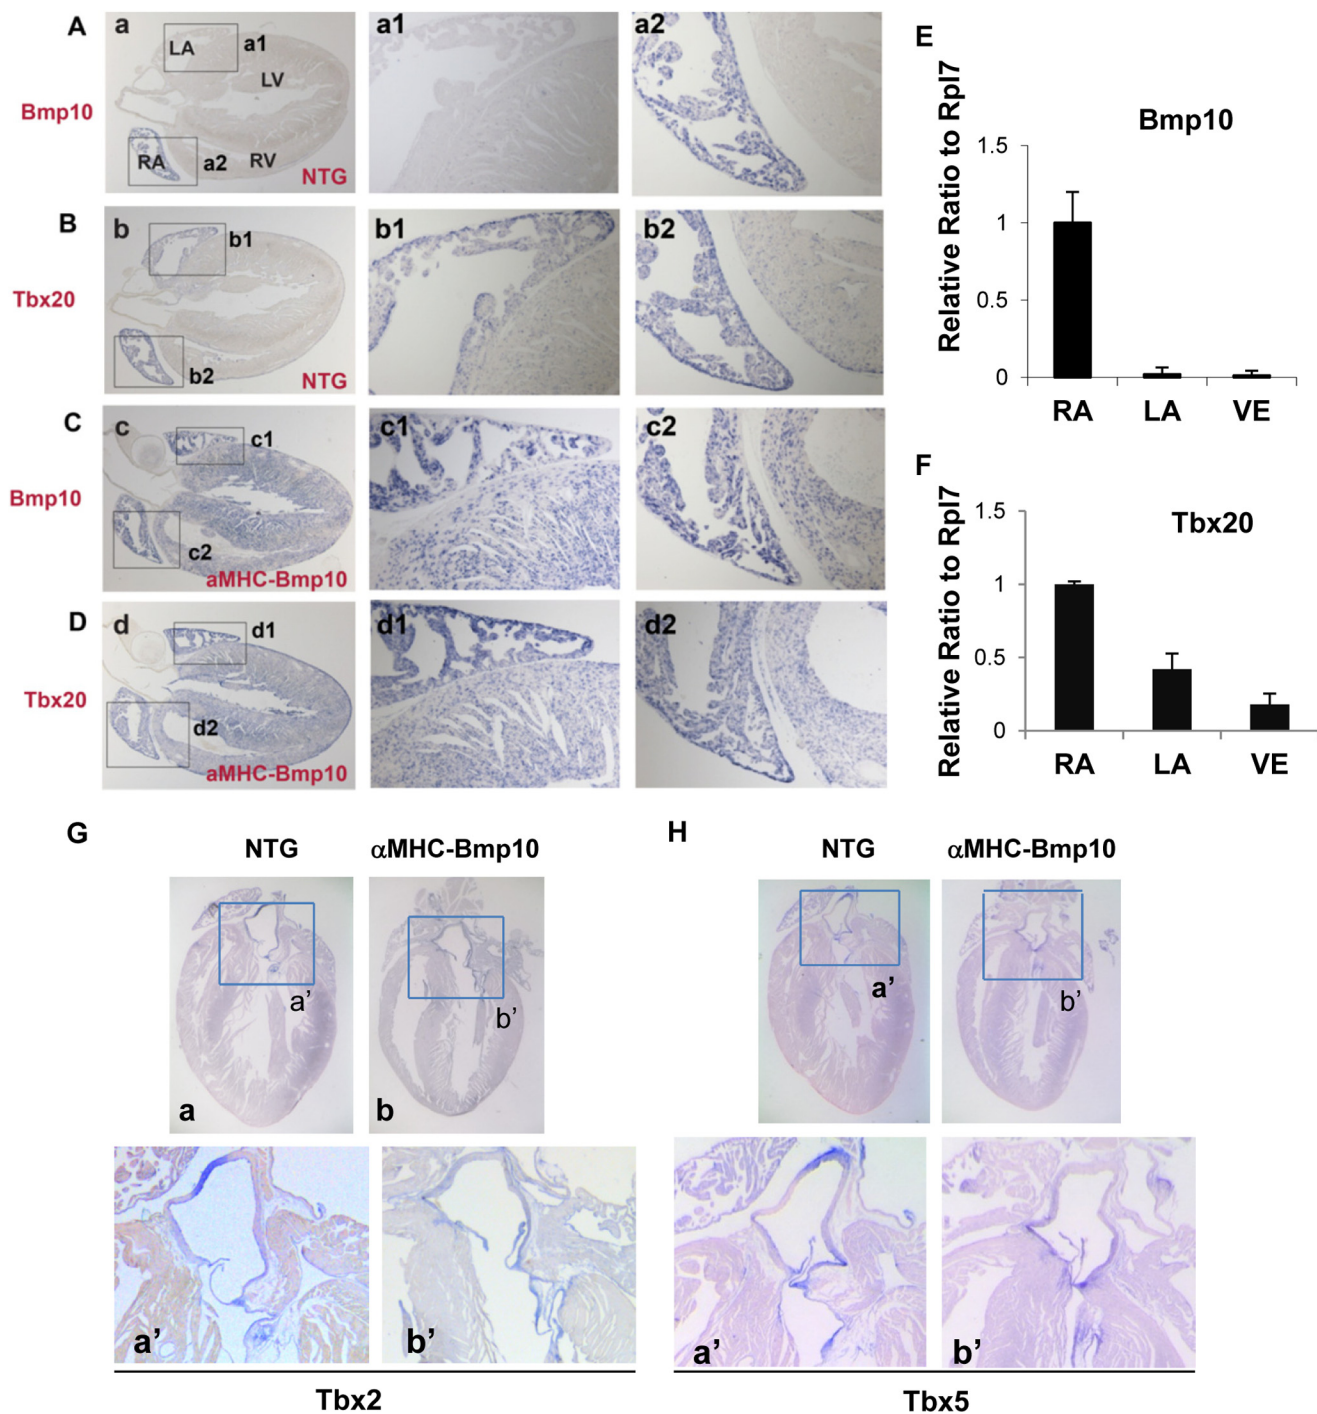 A
a
LA
a1
LV
Bmp10
RA
a2
RV
NTG
a1
a2
B
b
b1
Tbx20
b2
NTG
b1
b2
C
c
c1
Bmp10
c2
aMHC-Bmp10
c1
c2
D
d
d1
Tbx20
d2
aMHC-Bmp10
d1
d2
E
Bmp10
Relative Ratio to Rpl7
1.5
1
0.5
0
RA LA VE
F
Tbx20
Relative Ratio to Rpl7
1.5
1
0.5
0
RA LA VE
G
NTG αMHC-Bmp10
a'
b'
a b
a' b'
Tbx2
H
NTG αMHC-Bmp10
a' b'
a' b'
Tbx5